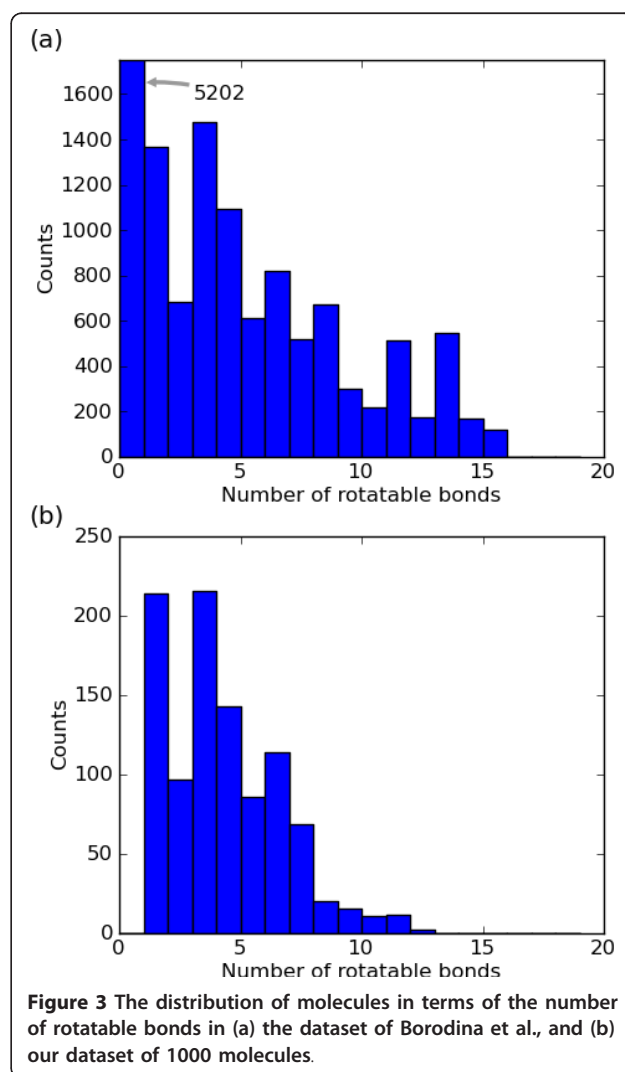 (a)
1600
5202
1400
1200
1000
Counts
800
600
400
200
0
0 5 10 15 20
Number of rotatable bonds
(b)
250
200
150
Counts
100
50
0
0 5 10 15 20
Number of rotatable bonds
Figure 3 The distribution of molecules in terms of the number
of rotatable bonds in (a) the dataset of Borodina et al., and (b)
our dataset of 1000 molecules.